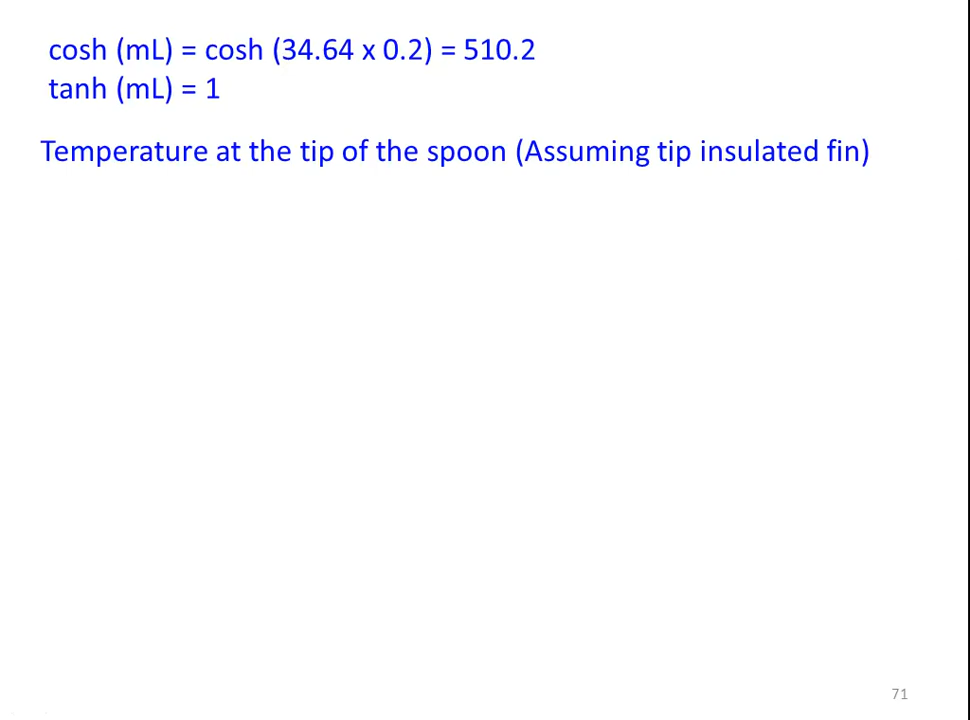 cosh (mL) = cosh (34.64 x 0.2) = 510.2
tanh (mL) = 1
Temperature at the tip of the spoon (Assuming tip insulated fin)
71